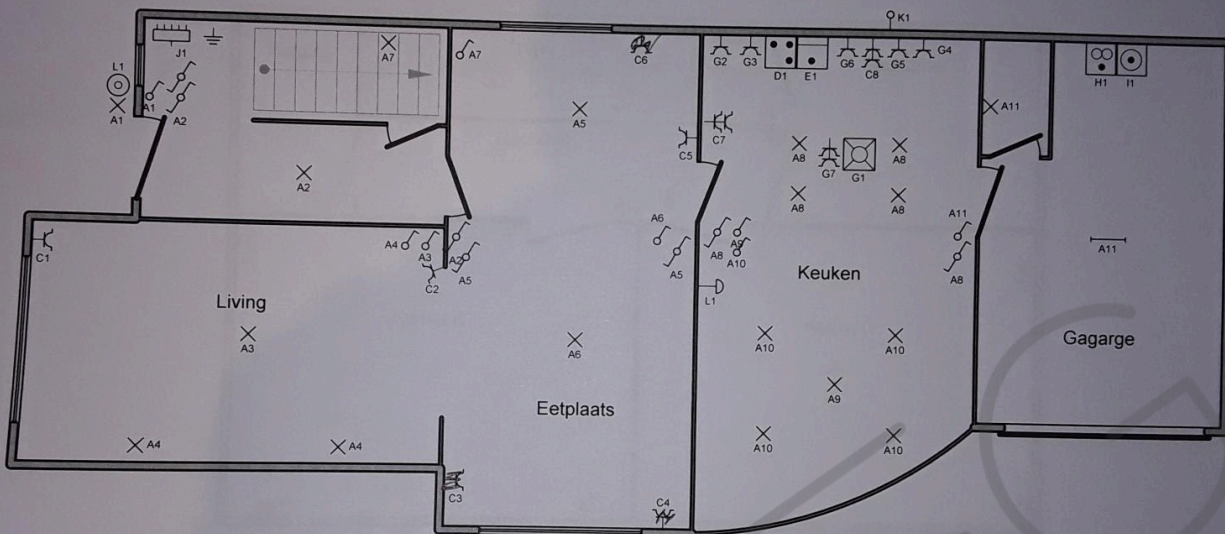 K1
J1
A7
A7
C6
G2
G3
D1
E1
G6
C8
G5
G4
H1
I1
L1
A1
A1
A2
A5
C5
C7
A8
G7
G1
A8
A11
A2
A8
A8
C1
A4
A3
A2
A5
C2
A6
A5
A8
A9
A10
A11
A8
A11
Living
Keuken
L1
A3
A6
A10
A10
Gagarge
A9
Eetplaats
A4
A4
A10
A10
C3
C4